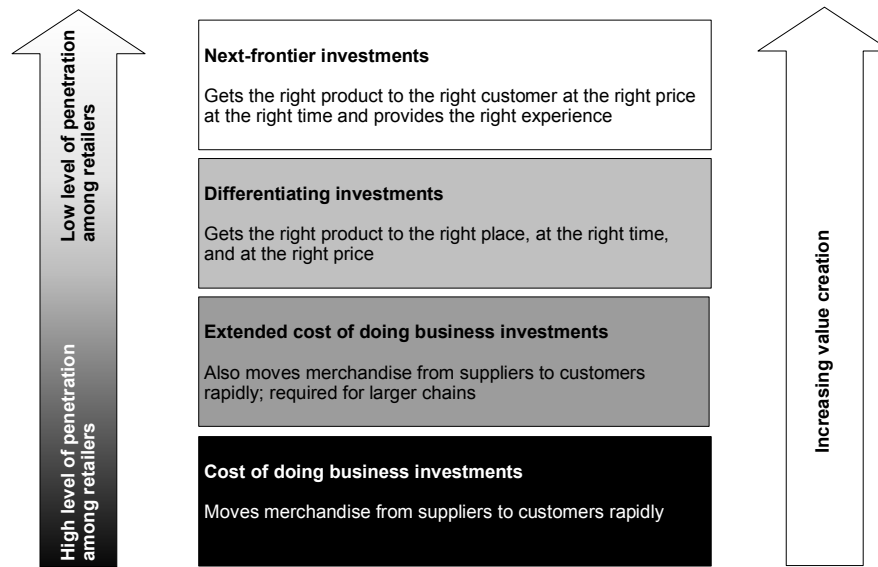 Low level of penetration
among retailers
High level of penetration
among retailers
Next-frontier investments
Gets the right product to the right customer at the right price
at the right time and provides the right experience
Differentiating investments
Gets the right product to the right place, at the right time,
and at the right price
Extended cost of doing business investments
Also moves merchandise from suppliers to customers
rapidly; required for larger chains
Cost of doing business investments
Moves merchandise from suppliers to customers rapidly
Increasing value creation